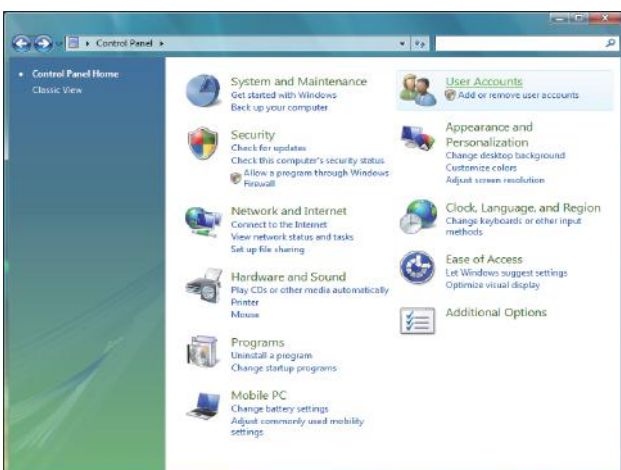 Control Panel
Control Panel Home
Classic View
System and Maintenance
Get started with Windows
Back up your computer
Security
Check for updates
Check this computer's security status
Allow a program through Windows
Firewall
Network and Internet
Connect to the Internet
View network status and tasks
Set up file sharing
Hardware and Sound
Play CDs or other media automatically
Printer
Mouse
Programs
Uninstall a program
Change startup programs
Mobile PC
Change battery settings
Adjust commonly used mobility
settings
User Accounts
Add or remove user accounts
Appearance and
Personalization
Change desktop background
Customize colors
Adjust screen resolution
Clock, Language, and Region
Change keyboards or other input
methods
Ease of Access
Let Windows suggest settings
Optimize visual display
Additional Options